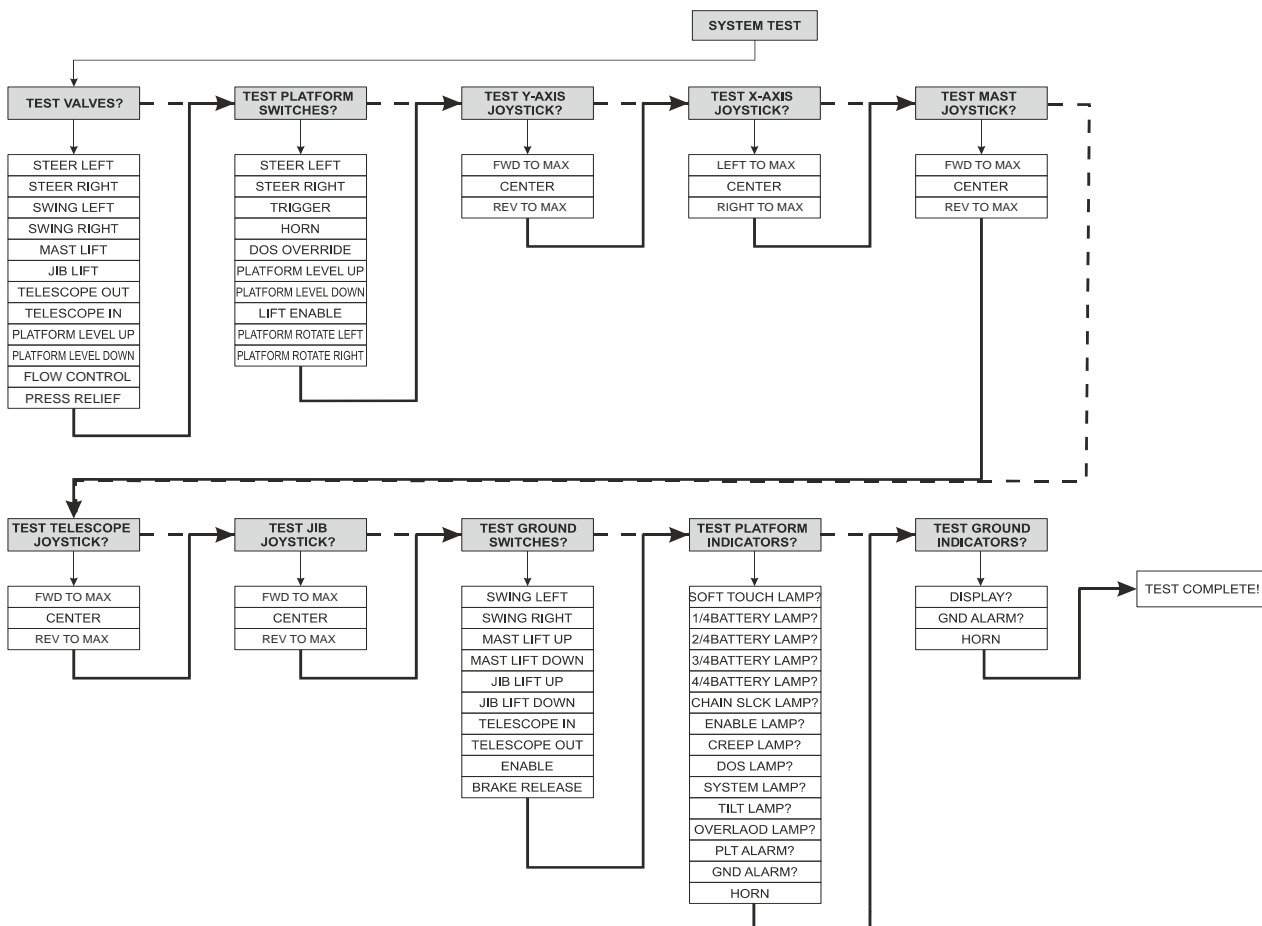 SYSTEM TEST
TEST VALVES?
STEER LEFT
STEER RIGHT
SWING LEFT
SWING RIGHT
MAST LIFT
JIB LIFT
TELESCOPE OUT
TELESCOPE IN
PLATFORM LEVEL UP
PLATFORM LEVEL DOWN
FLOW CONTROL
PRESS RELIEF
TEST PLATFORM
SWITCHES?
STEER LEFT
STEER RIGHT
TRIGGER
HORN
DOS OVERRIDE
PLATFORM LEVEL UP
PLATFORM LEVEL DOWN
LIFT ENABLE
PLATFORM ROTATE LEFT
PLATFORM ROTATE RIGHT
TEST Y-AXIS
JOYSTICK?
FWD TO MAX
CENTER
REV TO MAX
TEST X-AXIS
JOYSTICK?
LEFT TO MAX
CENTER
RIGHT TO MAX
TEST MAST
JOYSTICK?
FWD TO MAX
CENTER
REV TO MAX
TEST TELESCOPE
JOYSTICK?
FWD TO MAX
CENTER
REV TO MAX
TEST JIB
JOYSTICK?
FWD TO MAX
CENTER
REV TO MAX
TEST GROUND
SWITCHES?
SWING LEFT
SWING RIGHT
MAST LIFT UP
MAST LIFT DOWN
JIB LIFT UP
JIB LIFT DOWN
TELESCOPE IN
TELESCOPE OUT
ENABLE
BRAKE RELEASE
TEST PLATFORM
INDICATORS?
SOFT TOUCH LAMP?
1/4BATTERY LAMP?
2/4BATTERY LAMP?
3/4BATTERY LAMP?
4/4BATTERY LAMP?
CHAIN SLCK LAMP?
ENABLE LAMP?
CREEP LAMP?
DOS LAMP?
SYSTEM LAMP?
TILT LAMP?
OVERLAOD LAMP?
PLT ALARM?
GND ALARM?
HORN
TEST GROUND
INDICATORS?
DISPLAY?
GND ALARM?
HORN
TEST COMPLETE!